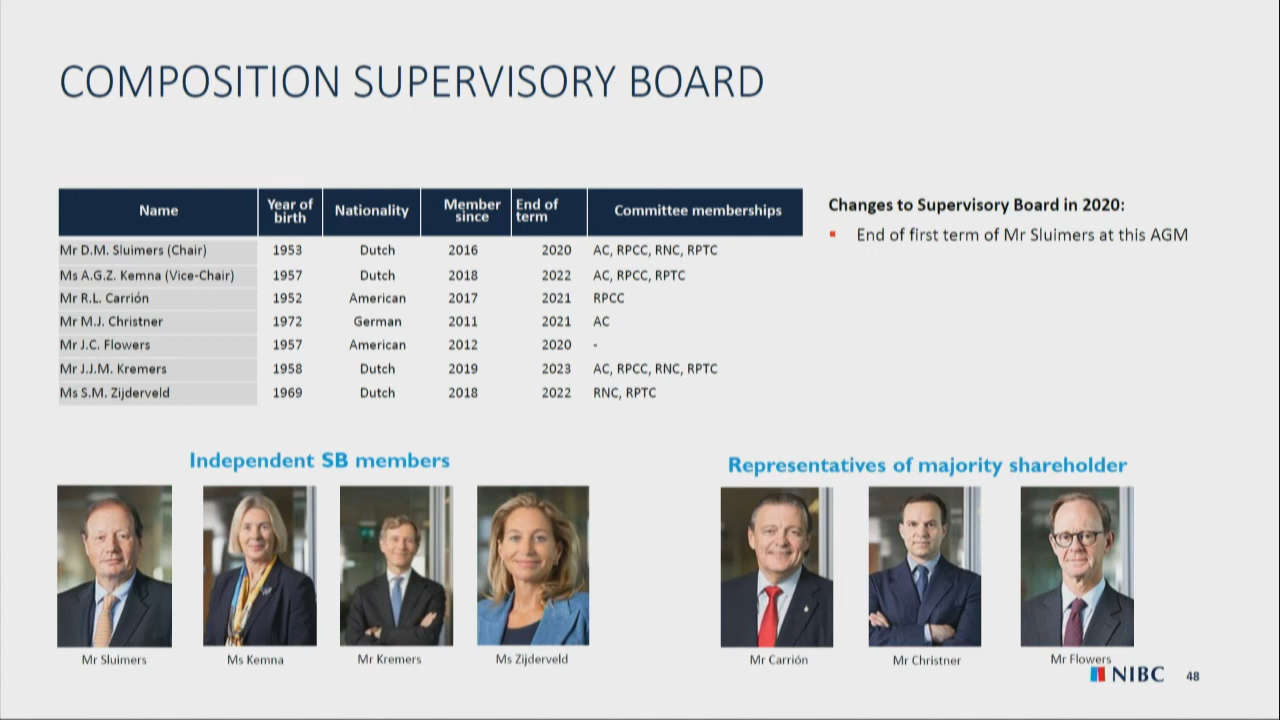 COMPOSITION SUPERVISORY BOARD
Name Year of birth Nationality Member since End of term Committee memberships
Mr D.M. Sluimers (Chair) 1953 Dutch 2016 2020 AC, RPCC, RNC, RPTC
Ms A.G.Z. Kemna (Vice-Chair) 1957 Dutch 2018 2022 AC, RPCC, RPTC
Mr R.L. Carrión 1952 American 2017 2021 RPCC
Mr M.J. Christner 1972 German 2011 2021 AC
Mr J.C. Flowers 1957 American 2012 2020 -
Mr J.J.M. Kremers 1958 Dutch 2019 2023 AC, RPCC, RNC, RPTC
Ms S.M. Zijderveld 1969 Dutch 2018 2022 RNC, RPTC
Changes to Supervisory Board in 2020:
▪ End of first term of Mr Sluimers at this AGM
Independent SB members
Representatives of majority shareholder
Mr Sluimers Ms Kemna Mr Kremers Ms Zijderveld Mr Carrión Mr Christner Mr Flowers
NIBC 48